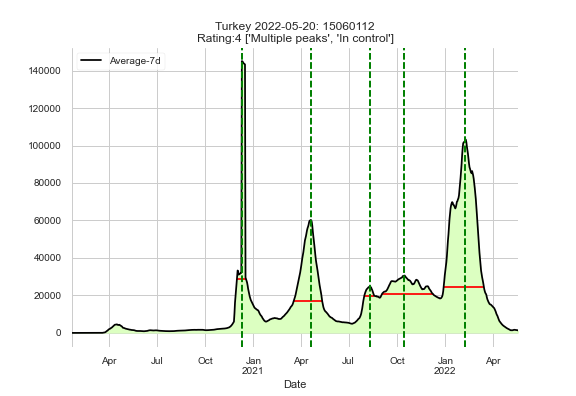 Turkey 2022-05-20: 15060112
Rating:4 ['Multiple peaks', 'In control']
Average-7d
140000
120000
100000
80000
60000
40000
20000
0
Apr Jul Oct Jan Apr Jul Oct Jan Apr
2021 2022
Date